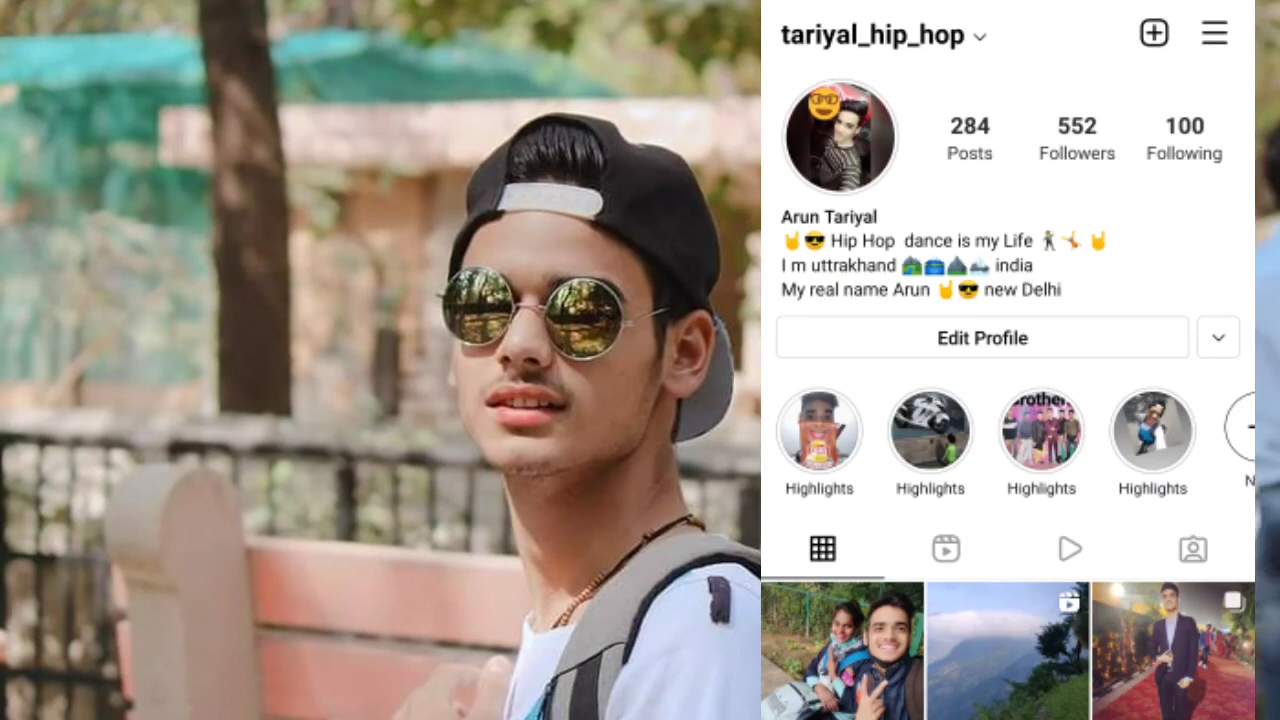 tariyal_hip_hop
284
552
100
Posts
Followers
Following
Arun Tariyal
🤘😎 Hip Hop dance is my Life 🕺🤸 🤘
I m uttrakhand 🏞️🗻⛰️🏔️ india
My real name Arun 🤘😎 new Delhi
Edit Profile
Brother
Highlights
Highlights
Highlights
Highlights
N